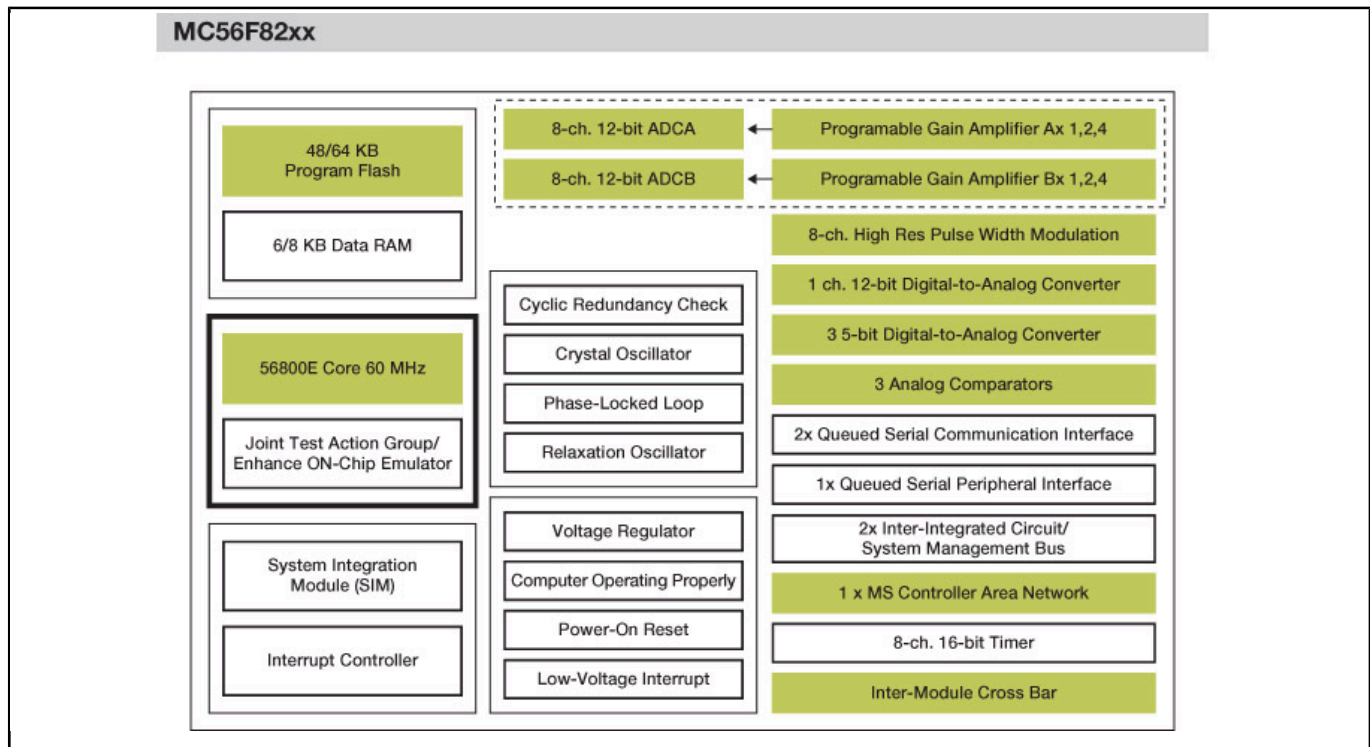 MC56F82xx
48/64 KB
Program Flash
6/8 KB Data RAM
56800E Core 60 MHz
Joint Test Action Group/
Enhance ON-Chip Emulator
System Integration
Module (SIM)
Interrupt Controller
8-ch. 12-bit ADCA
8-ch. 12-bit ADCB
Cyclic Redundancy Check
Crystal Oscillator
Phase-Locked Loop
Relaxation Oscillator
Voltage Regulator
Computer Operating Properly
Power-On Reset
Low-Voltage Interrupt
Programable Gain Amplifier Ax 1,2,4
Programable Gain Amplifier Bx 1,2,4
8-ch. High Res Pulse Width Modulation
1 ch. 12-bit Digital-to-Analog Converter
3 5-bit Digital-to-Analog Converter
3 Analog Comparators
2x Queued Serial Communication Interface
1x Queued Serial Peripheral Interface
2x Inter-Integrated Circuit/
System Management Bus
1 x MS Controller Area Network
8-ch. 16-bit Timer
Inter-Module Cross Bar